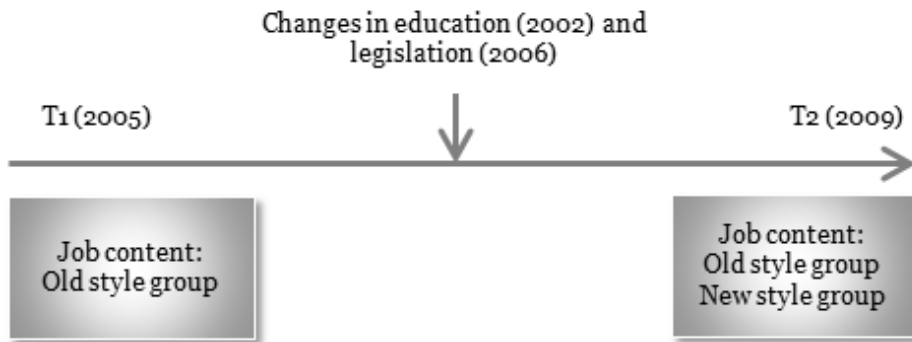 Changes in education (2002) and
legislation (2006)
T1 (2005)
T2 (2009)
Job content:
Old style group
Job content:
Old style group
New style group